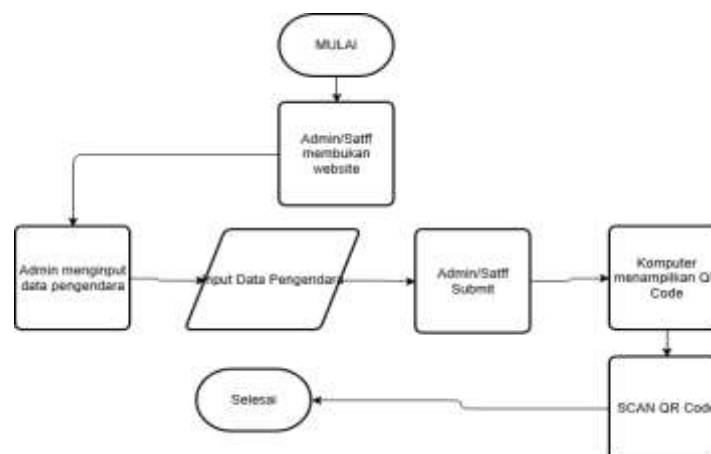 MULAI
Admin/Satff
membukan
website
Admin menginput
data pengendara
nput Data Pengendara
Admin/Satff
Submit
Komputer
menampilkan QR
Code
SCAN QR Code
Selesai